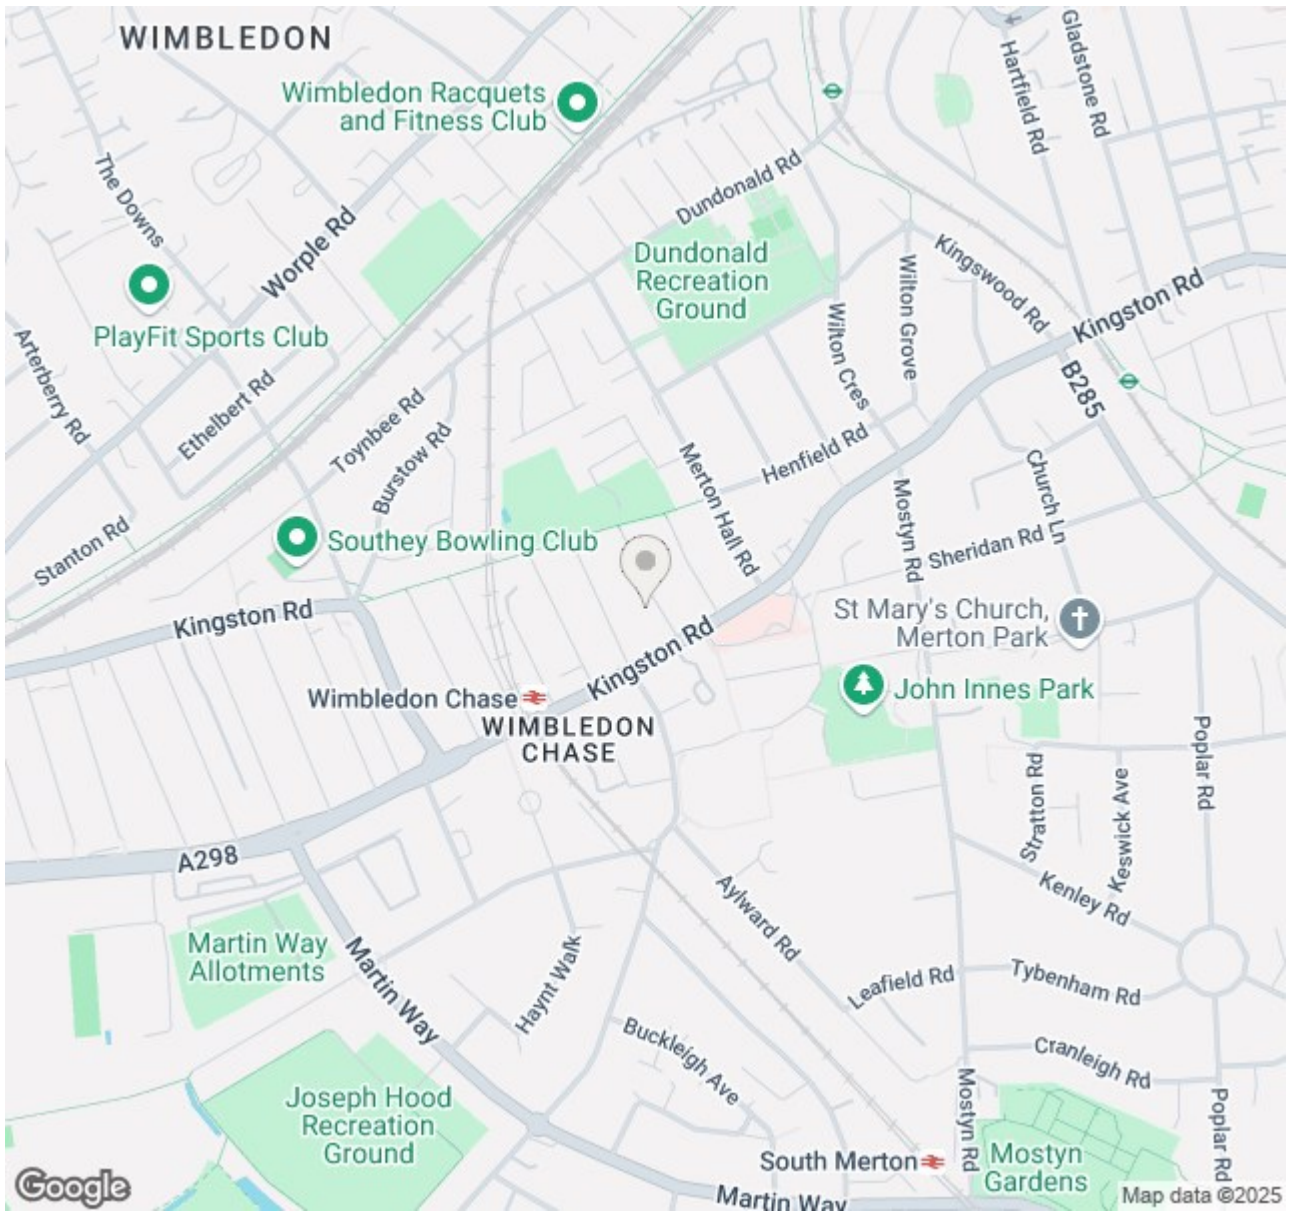 WIMBLEDON
Wimbledon Racquets
and Fitness Club
Hartfield Rd
Gladstone Rd
The Downs
Worple Rd
Dundonald Rd
Dundonald
Recreation
Ground
Kingswood Rd
Wilton Grove
Wilton Cres
Kingston Rd
PlayFit Sports Club
Arterberry Rd
Ethelbert Rd
Toynbee Rd
Burstow Rd
B285
Merton Hall Rd
Henfield Rd
Church Ln
Mostyn Rd
Stanton Rd
Southey Bowling Club
Sheridan Rd
Kingston Rd
St Mary's Church,
Merton Park
Kingston Rd
John Innes Park
Wimbledon Chase
WIMBLEDON
CHASE
Poplar Rd
Stratton Rd
Keswick Ave
A298
Kenley Rd
Aylward Rd
Martin Way
Allotments
Martin Way
Haynt Walk
Leafield Rd
Tybenham Rd
Buckleigh Ave
Cranleigh Rd
Joseph Hood
Recreation
Ground
Mostyn Rd
Poplar Rd
South Merton
Mostyn
Gardens
Martin Way
Google
Map data ©2025